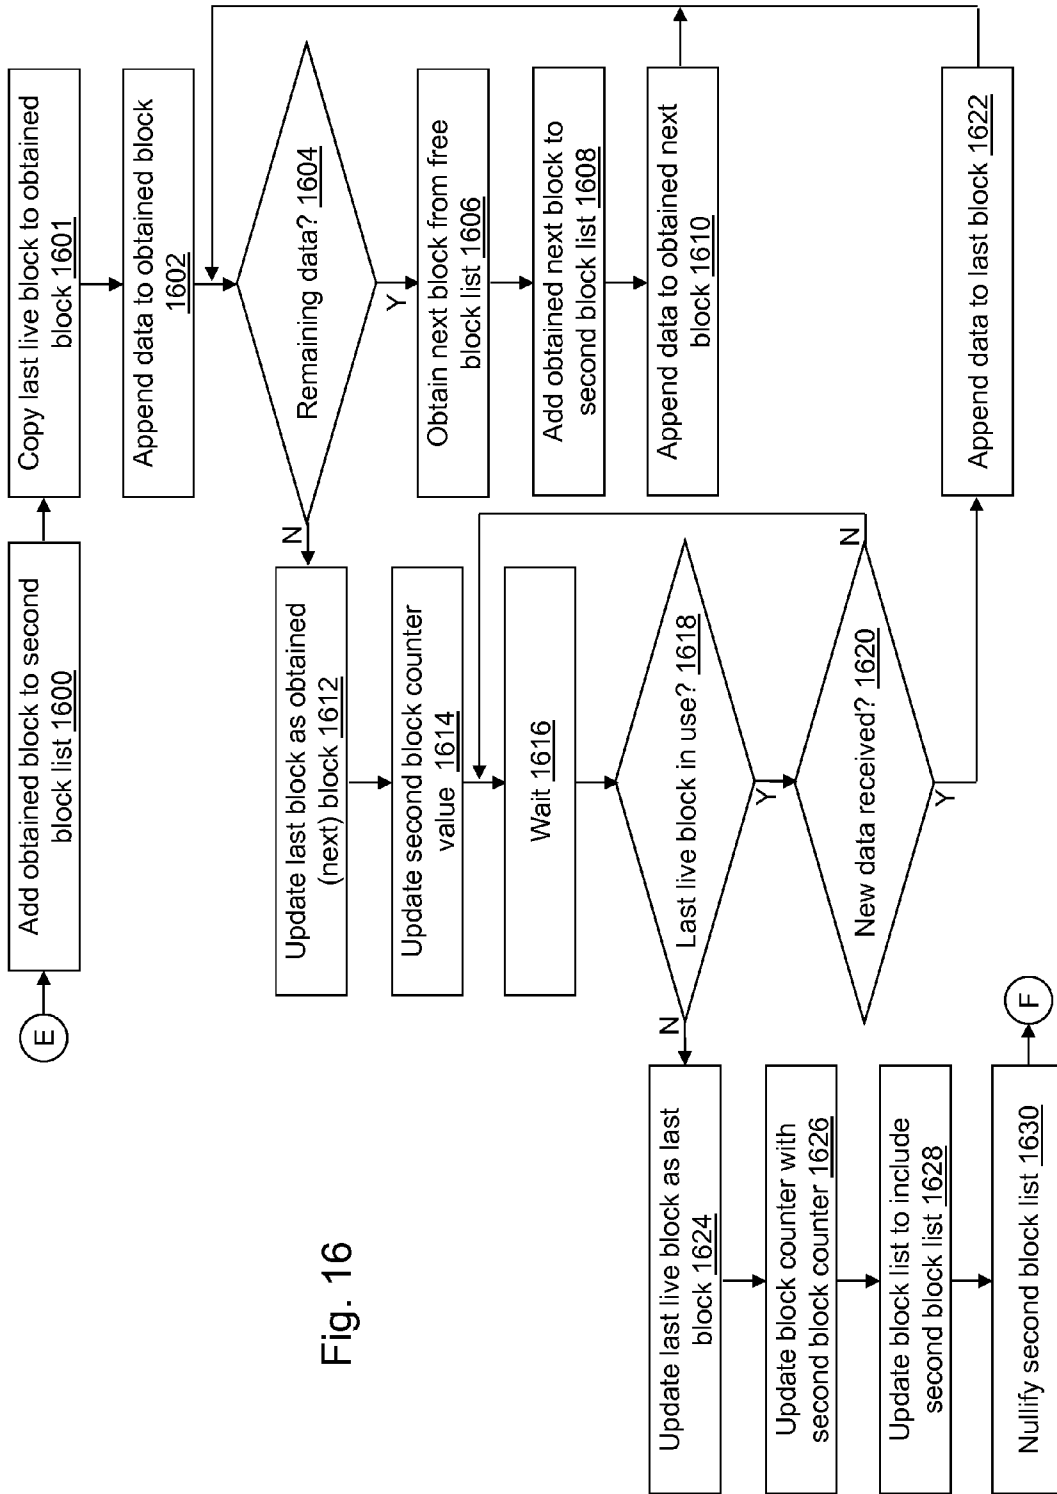 E
Add obtained block to second
block list 1600
Copy last live block to obtained
block 1601
Append data to obtained block
1602
Remaining data? 1604
Y
N
Obtain next block from free
block list 1606
Add obtained next block to
second block list 1608
Append data to obtained next
block 1610
Update last block as obtained
(next) block 1612
Update second block counter
value 1614
Wait 1616
Last live block in use? 1618
Y
N
New data received? 1620
N
Y
Append data to last block 1622
Update last live block as last
block 1624
Update block counter with
second block counter 1626
Update block list to include
second block list 1628
Nullify second block list 1630
F
Fig. 16